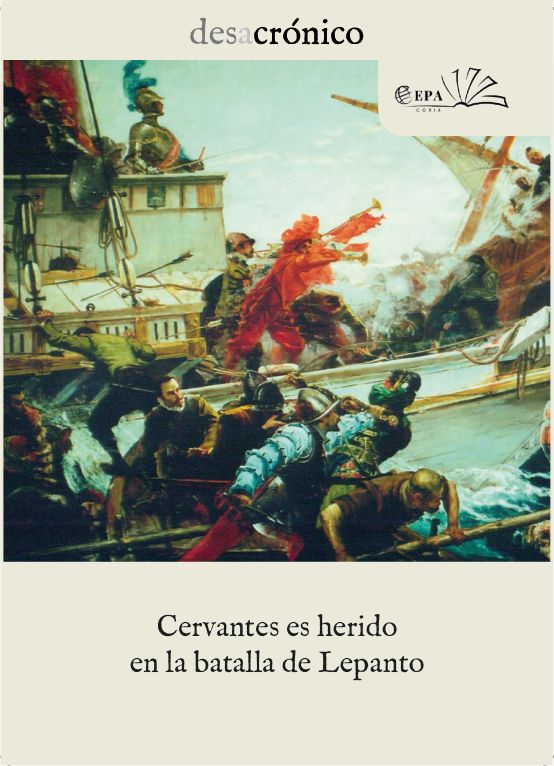 desacrónico
EPA
CORIA
Cervantes es herido
en la batalla de Lepanto